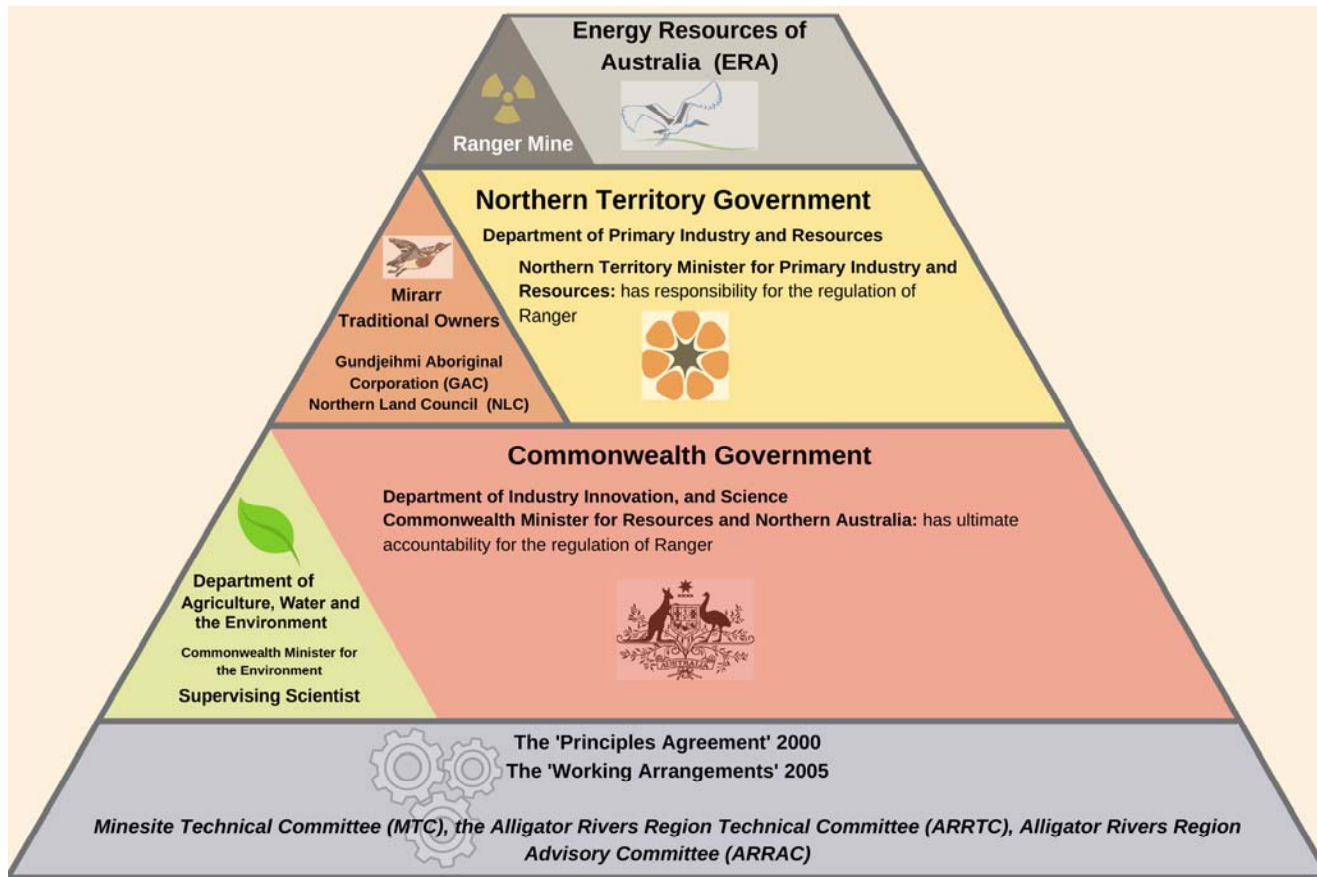 Energy Resources of
Australia (ERA)
Ranger Mine
Northern Territory Government
Department of Primary Industry and Resources
Northern Territory Minister for Primary Industry and
Resources: has responsibility for the regulation of
Ranger
Mirarr
Traditional Owners
Gundjeihmi Aboriginal
Corporation (GAC)
Northern Land Council (NLC)
Commonwealth Government
Department of Industry Innovation, and Science
Commonwealth Minister for Resources and Northern Australia: has ultimate
accountability for the regulation of Ranger
AUSTRALIA
Department of
Agriculture, Water and
the Environment
Commonwealth Minister for
the Environment
Supervising Scientist
The 'Principles Agreement' 2000
The 'Working Arrangements' 2005
Minesite Technical Committee (MTC), the Alligator Rivers Region Technical Committee (ARRTC), Alligator Rivers Region
Advisory Committee (ARRAC)